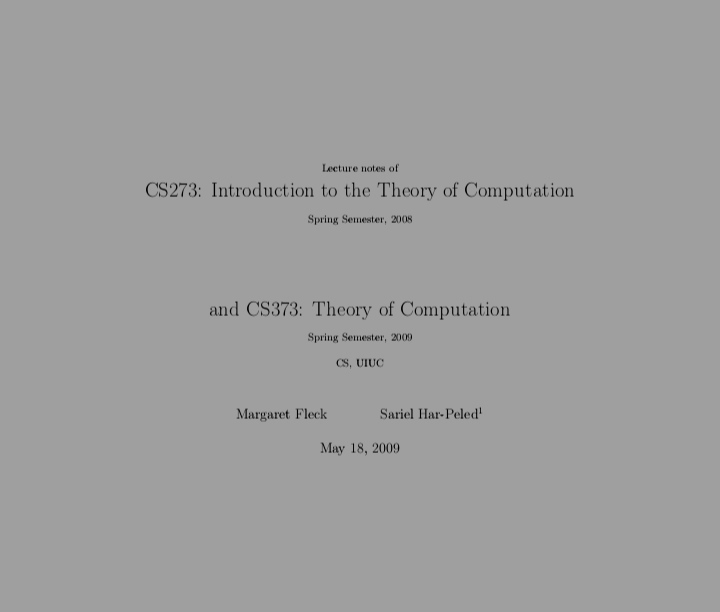 Lecture notes of
CS273: Introduction to the Theory of Computation
Spring Semester, 2008
and CS373: Theory of Computation
Spring Semester, 2009
CS, UIUC
Margaret Fleck Sariel Har-Peled¹
May 18, 2009